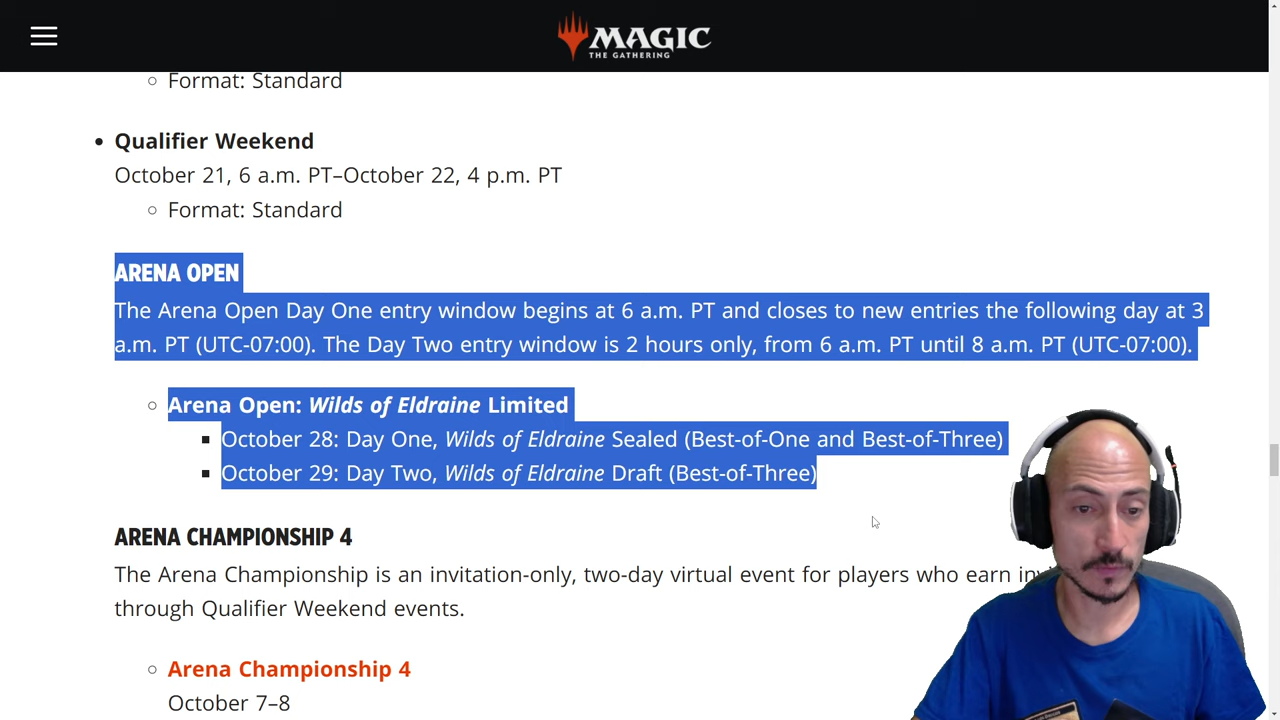 MAGIC
THE GATHERING
Format: Standard
Qualifier Weekend
October 21, 6 a.m. PT–October 22, 4 p.m. PT
Format: Standard
ARENA OPEN
The Arena Open Day One entry window begins at 6 a.m. PT and closes to new entries the following day at 3
a.m. PT (UTC-07:00). The Day Two entry window is 2 hours only, from 6 a.m. PT until 8 a.m. PT (UTC-07:00).
Arena Open: Wilds of Eldraine Limited
October 28: Day One, Wilds of Eldraine Sealed (Best-of-One and Best-of-Three)
October 29: Day Two, Wilds of Eldraine Draft (Best-of-Three)
ARENA CHAMPIONSHIP 4
The Arena Championship is an invitation-only, two-day virtual event for players who earn
through Qualifier Weekend events.
Arena Championship 4
October 7–8